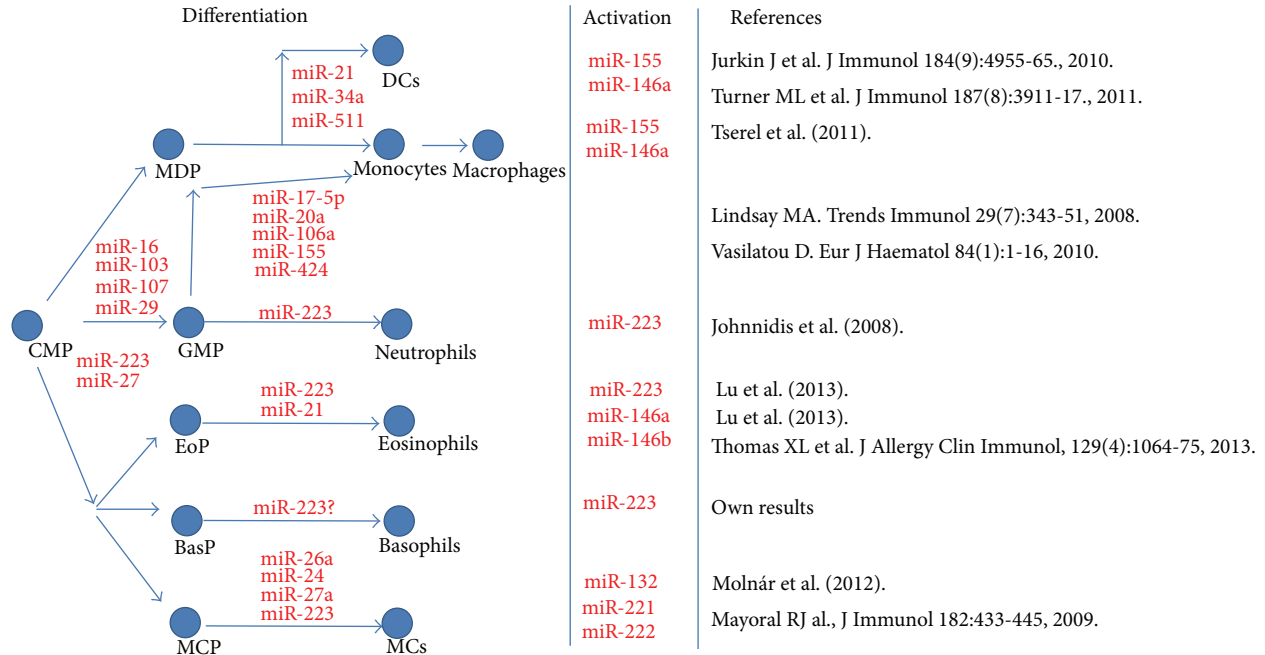 Differentiation
Activation
References
miR-21
miR-34a
miR-511
DCs
miR-155
miR-146a
Jurkin J et al. J Immunol 184(9):4955-65., 2010.
Turner ML et al. J Immunol 187(8):3911-17., 2011.
MDP
Monocytes
Macrophages
miR-155
miR-146a
Tserel et al. (2011).
miR-17-5p
miR-20a
miR-106a
miR-155
miR-424
Lindsay MA. Trends Immunol 29(7):343-51, 2008.
Vasilatou D. Eur J Haematol 84(1):1-16, 2010.
miR-16
miR-103
miR-107
miR-29
CMP
miR-223
miR-27
GMP
miR-223
Neutrophils
miR-223
Johnnidis et al. (2008).
EoP
miR-223
miR-21
Eosinophils
miR-223
miR-146a
miR-146b
Lu et al. (2013).
Lu et al. (2013).
Thomas XL et al. J Allergy Clin Immunol, 129(4):1064-75, 2013.
BasP
miR-223?
Basophils
miR-223
Own results
miR-26a
miR-24
miR-27a
miR-223
MCP
MCs
miR-132
miR-221
miR-222
Molnár et al. (2012).
Mayoral RJ al., J Immunol 182:433-445, 2009.